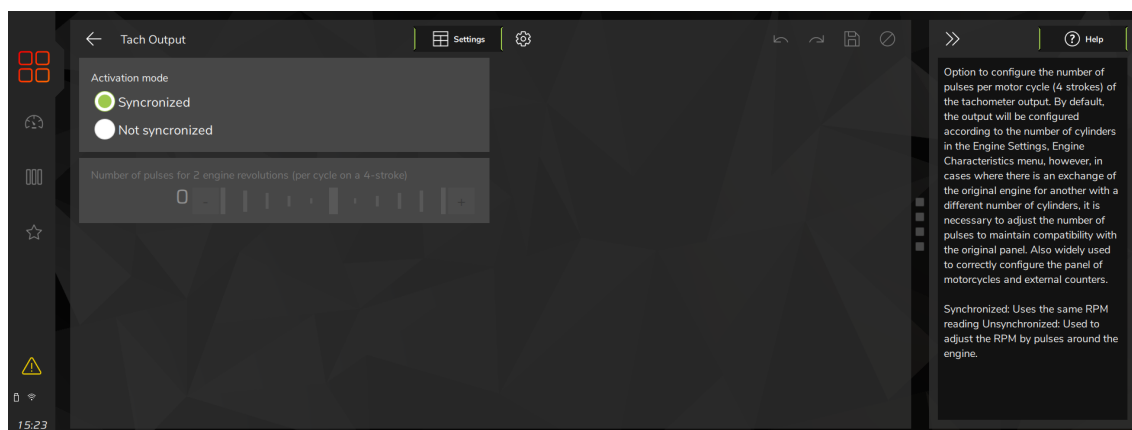 Tach Output
Settings
Help
Activation mode
Syncronized
Not syncronized
Number of pulses for 2 engine revolutions (per cycle on a 4-stroke)
0 - +
Option to configure the number of
pulses per motor cycle (4 strokes) of
the tachometer output. By default,
the output will be configured
according to the number of cylinders
in the Engine Settings, Engine
Characteristics menu, however, in
cases where there is an exchange of
the original engine for another with a
different number of cylinders, it is
necessary to adjust the number of
pulses to maintain compatibility with
the original panel. Also widely used
to correctly configure the panel of
motorcycles and external counters.
Synchronized: Uses the same RPM
reading Unsynchronized: Used to
adjust the RPM by pulses around the
engine.
15:23